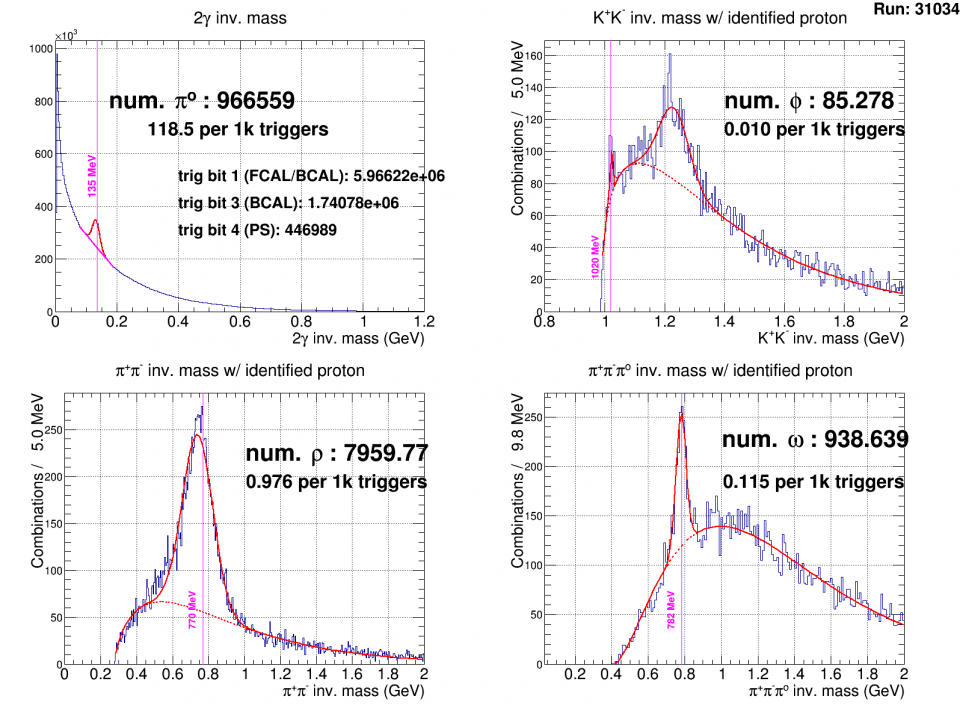 Run: 31034
2γ inv. mass
×10³
1000
800
600
400
200
0
num. π⁰ : 966559
118.5 per 1k triggers
135 MeV
trig bit 1 (FCAL/BCAL): 5.96622e+06
trig bit 3 (BCAL): 1.74078e+06
trig bit 4 (PS): 446989
0 0.2 0.4 0.6 0.8 1 1.2
2γ inv. mass (GeV)
K⁺K⁻ inv. mass w/ identified proton
Combinations / 5.0 MeV
160
140
120
100
80
60
40
20
0
num. ϕ : 85.278
0.010 per 1k triggers
1020 MeV
0.8 1 1.2 1.4 1.6 1.8 2
K⁺K⁻ inv. mass (GeV)
π⁺π⁻ inv. mass w/ identified proton
Combinations / 5.0 MeV
250
200
150
100
50
0
num. ρ : 7959.77
0.976 per 1k triggers
770 MeV
0 0.2 0.4 0.6 0.8 1 1.2 1.4 1.6 1.8 2
π⁺π⁻ inv. mass (GeV)
π⁺π⁻π⁰ inv. mass w/ identified proton
Combinations / 9.8 MeV
250
200
150
100
50
0
num. ω : 938.639
0.115 per 1k triggers
782 MeV
0.2 0.4 0.6 0.8 1 1.2 1.4 1.6 1.8 2
π⁺π⁻π⁰ inv. mass (GeV)